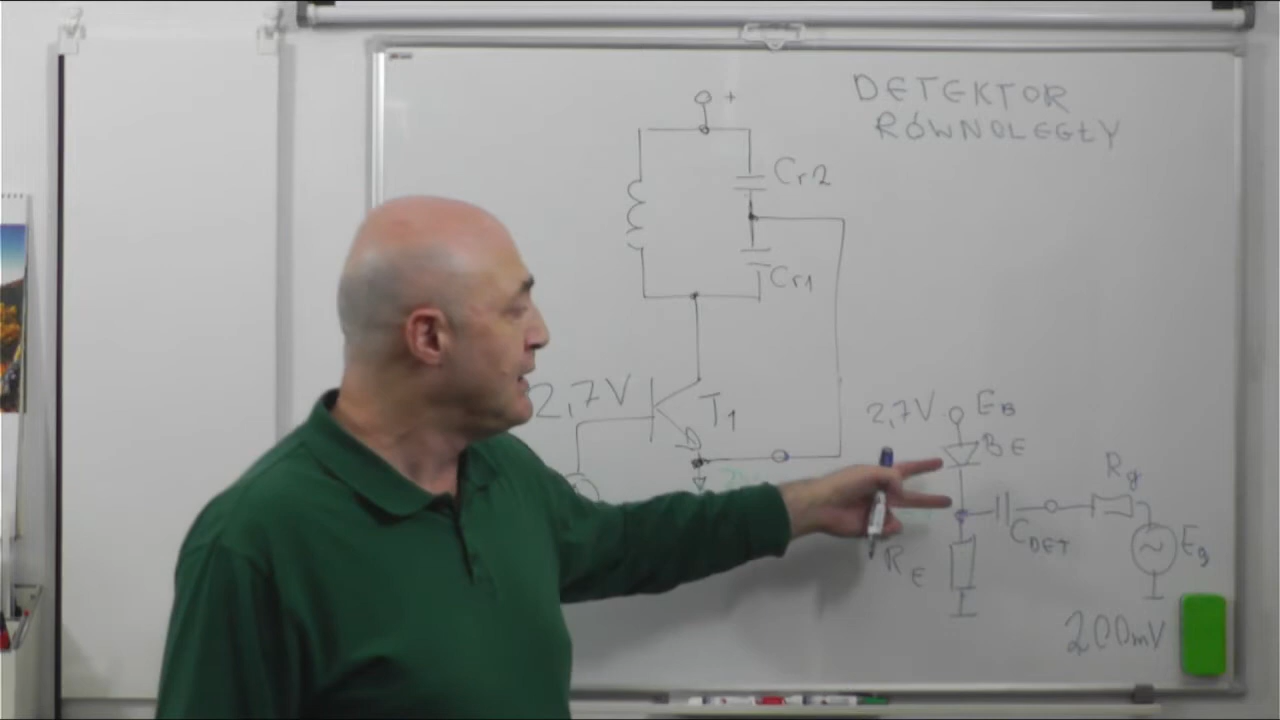 DETEKTOR
RÓWNOLEGŁY
+
Cr2
Cr1
2,7V
T1
2,7V EB
BE
Rg
CDET
Eg
RE
200mV